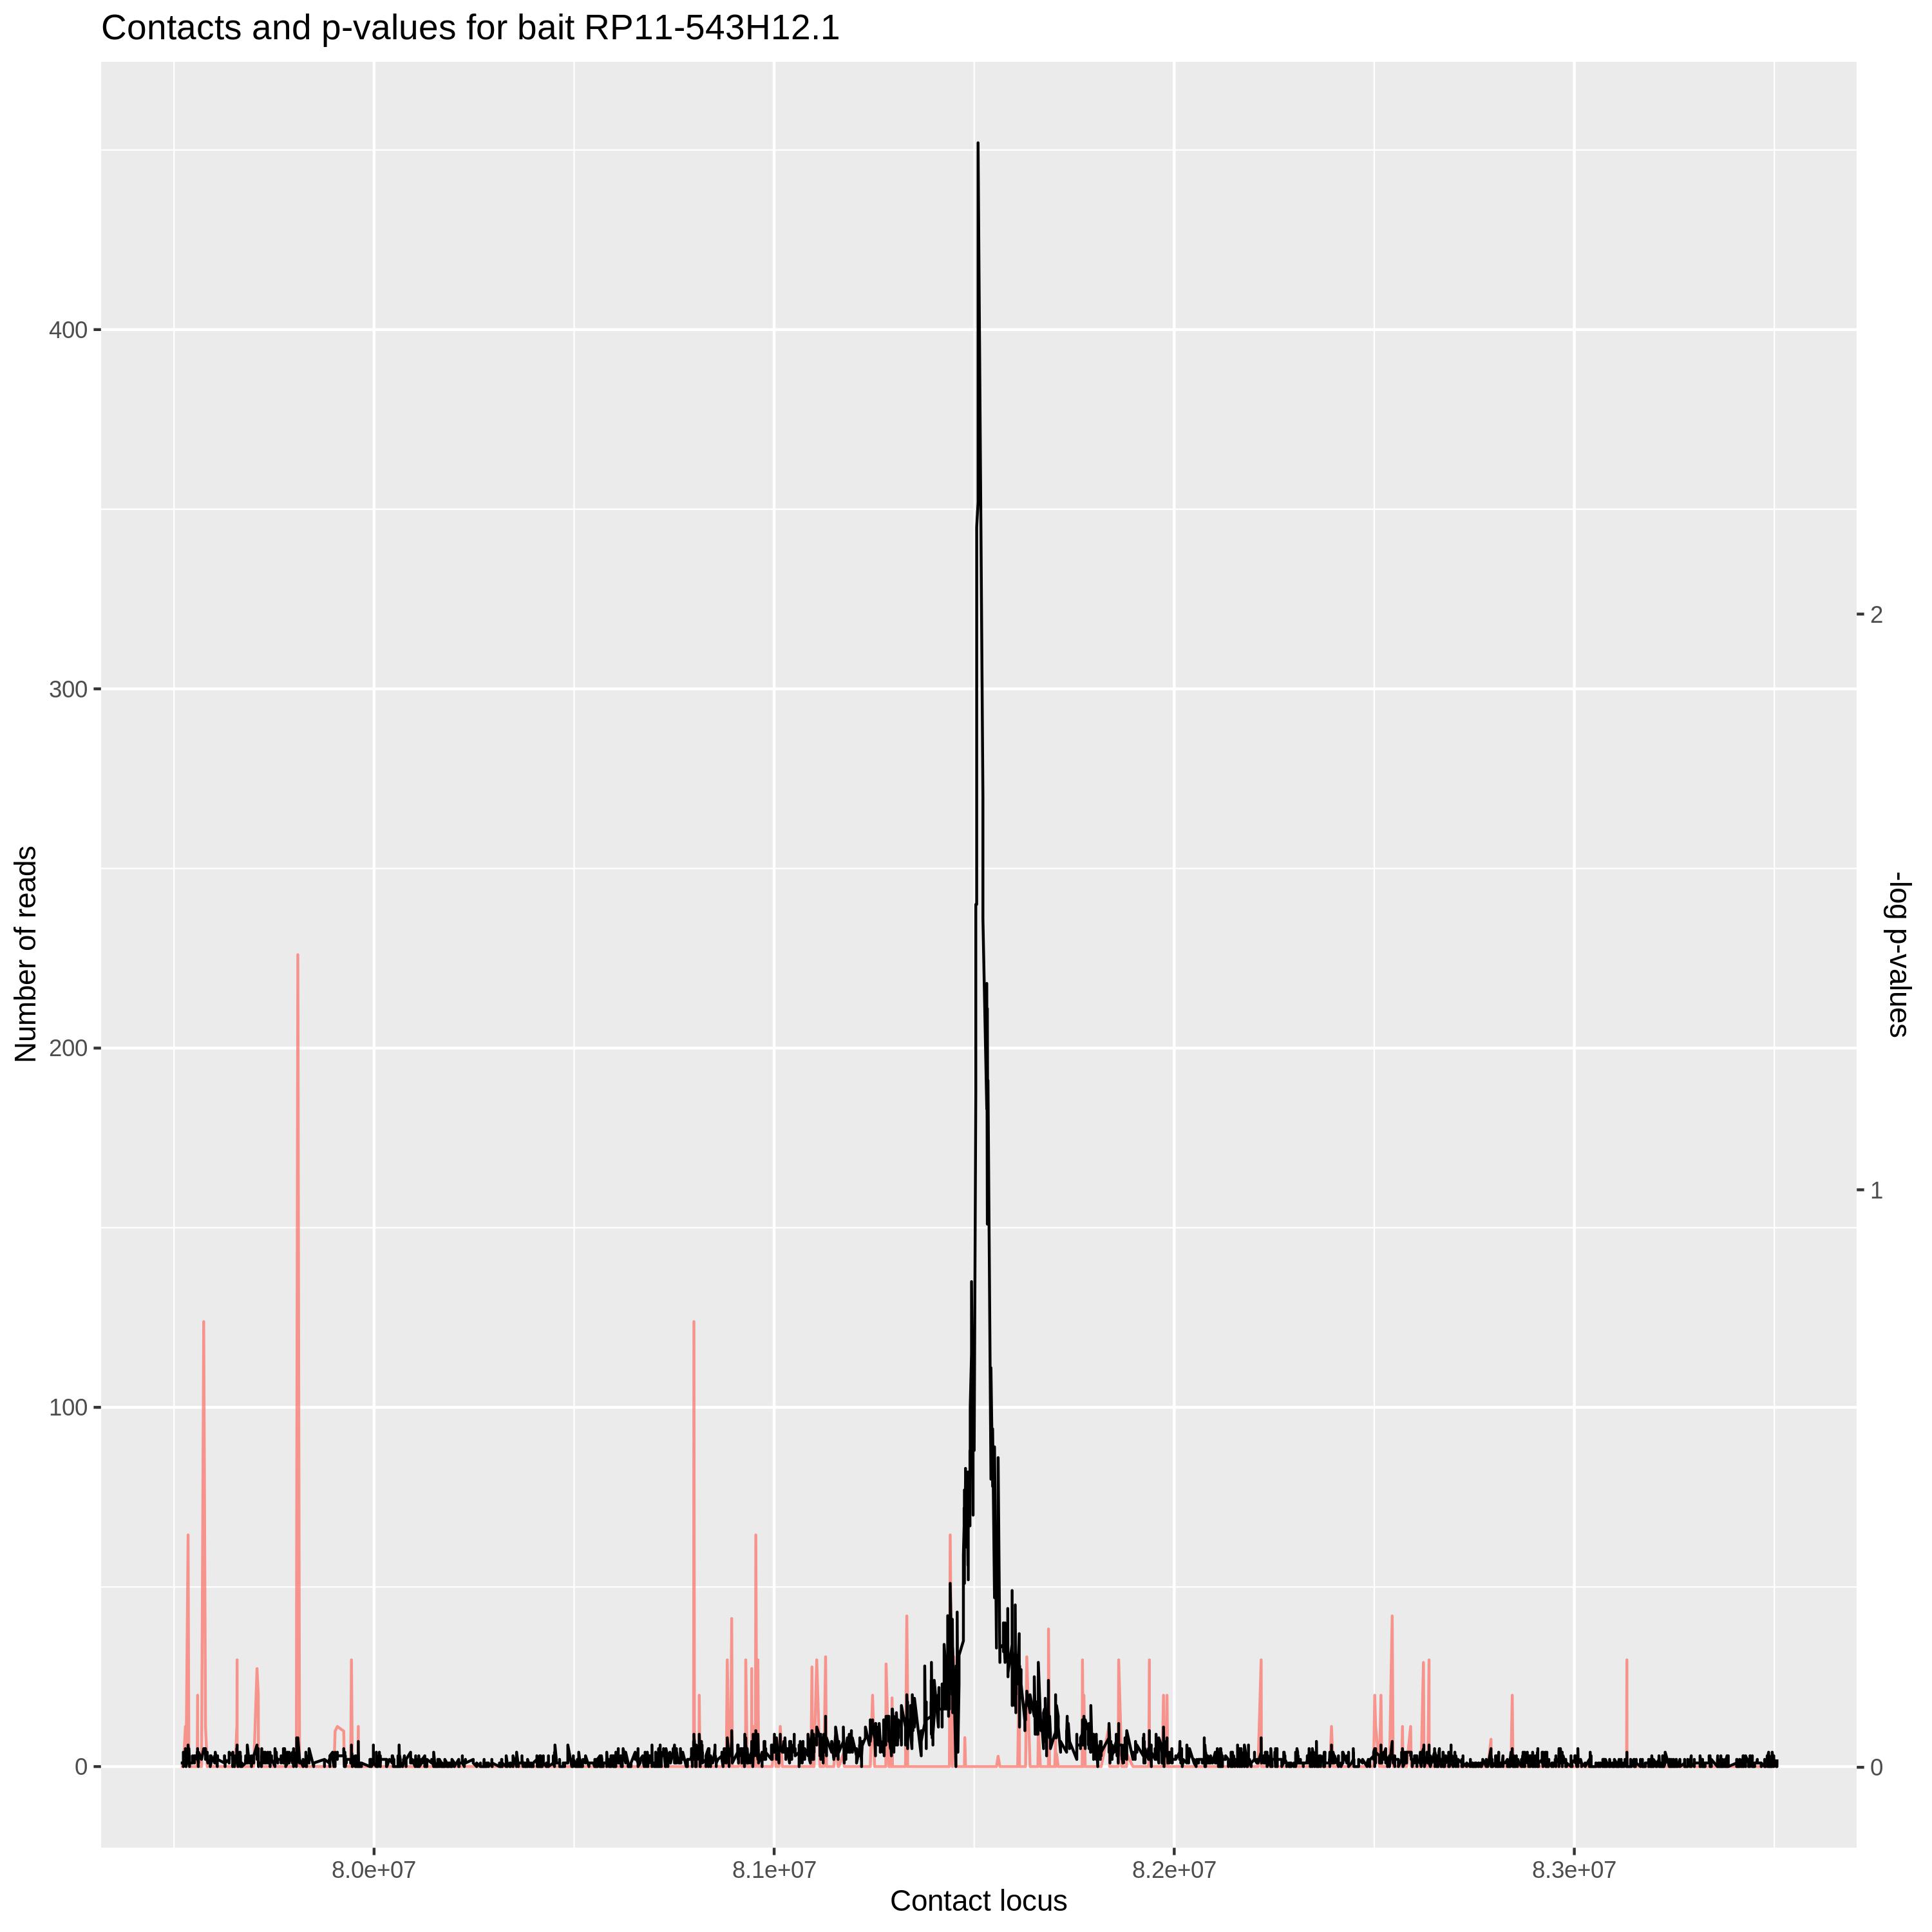 Contacts and p-values for bait RP11-543H12.1
400
300
200
100
0
Number of reads
2
1
0
-log p-values
8.0e+07
8.1e+07
8.2e+07
8.3e+07
Contact locus